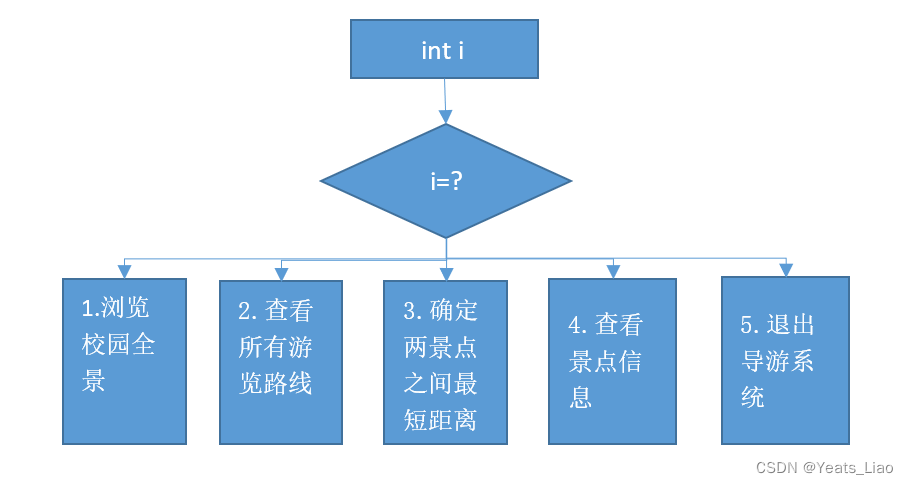 int i
i=?
1.浏览
校园全
景
2. 查看
所有游
览路线
3. 确定
两景点
之间最
短距离
4. 查看
景点信
息
5. 退出
导游系
统
CSDN @Yeats_Liao